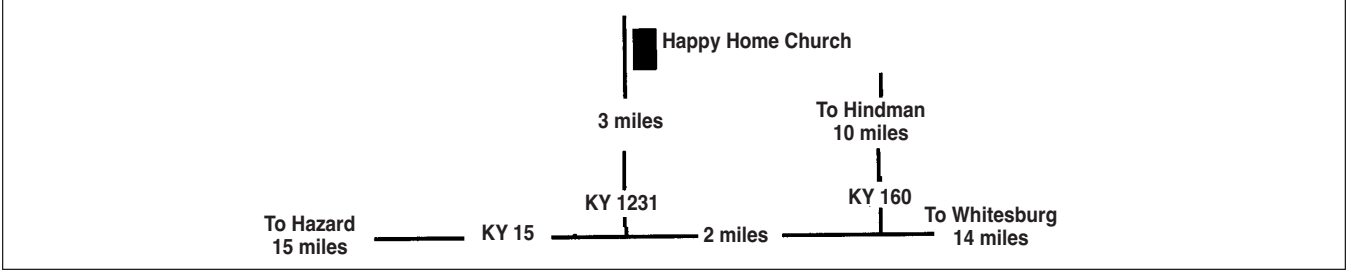 Happy Home Church
3 miles
To Hindman
10 miles
KY 1231
KY 160
To Hazard
15 miles
KY 15
2 miles
To Whitesburg
14 miles